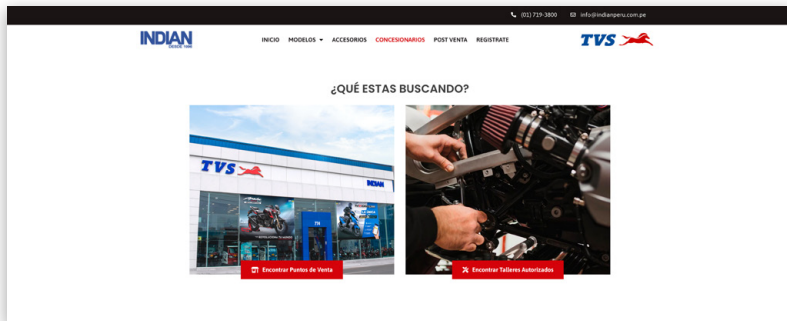 (01) 719-3800 info@indianperu.com.pe
INDIAN
DESDE 1966
INICIO MODELOS ACCESORIOS CONCESIONARIOS POST VENTA REGISTRATE
TVS
¿QUÉ ESTAS BUSCANDO?
TVS
INDIAN
Encontrar Puntos de Venta
Encontrar Talleres Autorizados